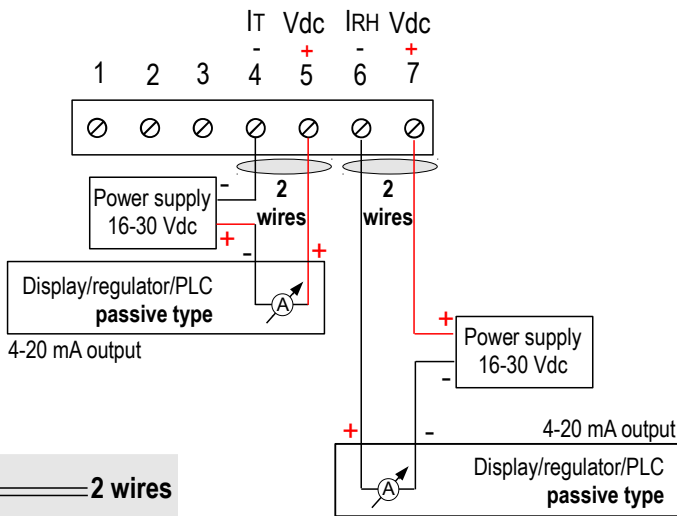 IT Vdc IRH Vdc
- + - +
1 2 3 4 5 6 7
2 wires
2 wires
-
Power supply
16-30 Vdc
+
- +
Display/regulator/PLC
passive type
A
4-20 mA output
+
Power supply
16-30 Vdc
-
+ -
4-20 mA output
Display/regulator/PLC
passive type
A
2 wires